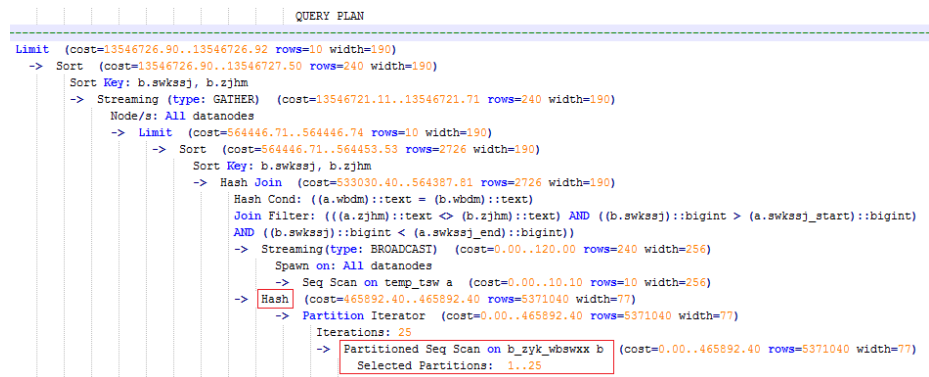 QUERY PLAN
Limit (cost=13546726.90..13546726.92 rows=10 width=190)
-> Sort (cost=13546726.90..13546727.50 rows=240 width=190)
Sort Key: b.swkssj, b.zjhm
-> Streaming (type: GATHER) (cost=13546721.11..13546721.71 rows=240 width=190)
Node/s: All datanodes
-> Limit (cost=564446.71..564446.74 rows=10 width=190)
-> Sort (cost=564446.71..564453.53 rows=2726 width=190)
Sort Key: b.swkssj, b.zjhm
-> Hash Join (cost=533030.40..564387.81 rows=2726 width=190)
Hash Cond: ((a.wbdm)::text = (b.wbdm)::text)
Join Filter: (((a.zjhm)::text <> (b.zjhm)::text) AND ((b.swkssj)::bigint > (a.swkssj_start)::bigint)
AND ((b.swkssj)::bigint < (a.swkssj_end)::bigint))
-> Streaming(type: BROADCAST) (cost=0.00..120.00 rows=240 width=256)
Spawn on: All datanodes
-> Seq Scan on temp_tsw a (cost=0.00..10.10 rows=10 width=256)
-> Hash (cost=465892.40..465892.40 rows=5371040 width=77)
-> Partition Iterator (cost=0.00..465892.40 rows=5371040 width=77)
Iterations: 25
-> Partitioned Seq Scan on b_zyk_wbswxx b (cost=0.00..465892.40 rows=5371040 width=77)
Selected Partitions: 1..25